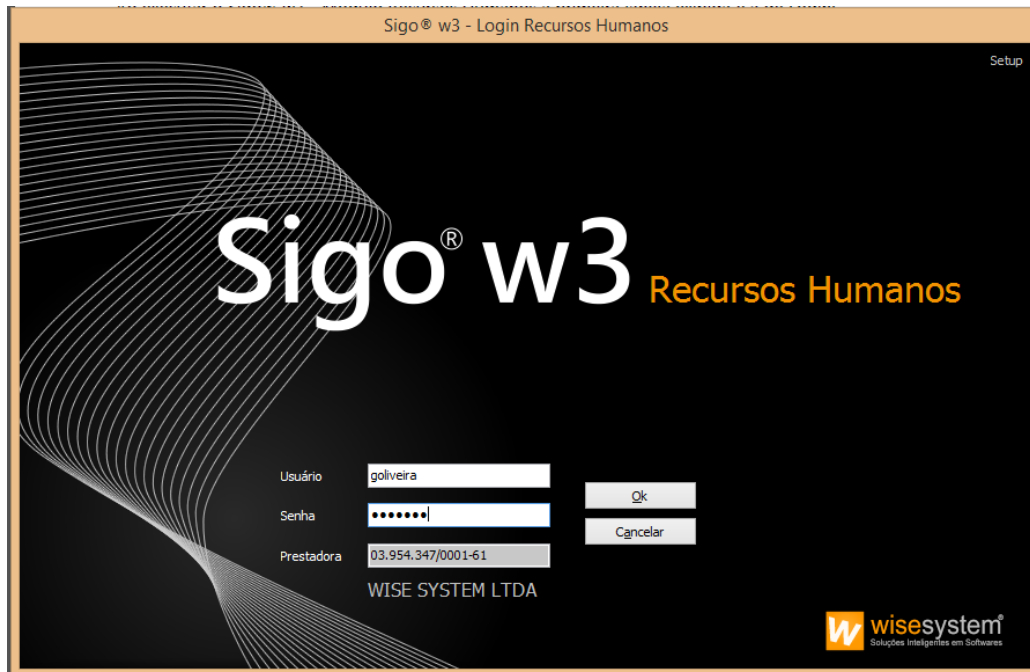 Sigo® w3 - Login Recursos Humanos
Setup
Sigo® w3 Recursos Humanos
Usuário goliveira
Ok
Senha •••••••
Cancelar
Prestadora 03.954.347/0001-61
WISE SYSTEM LTDA
w wisesystem®
Soluções Inteligentes em Softwares